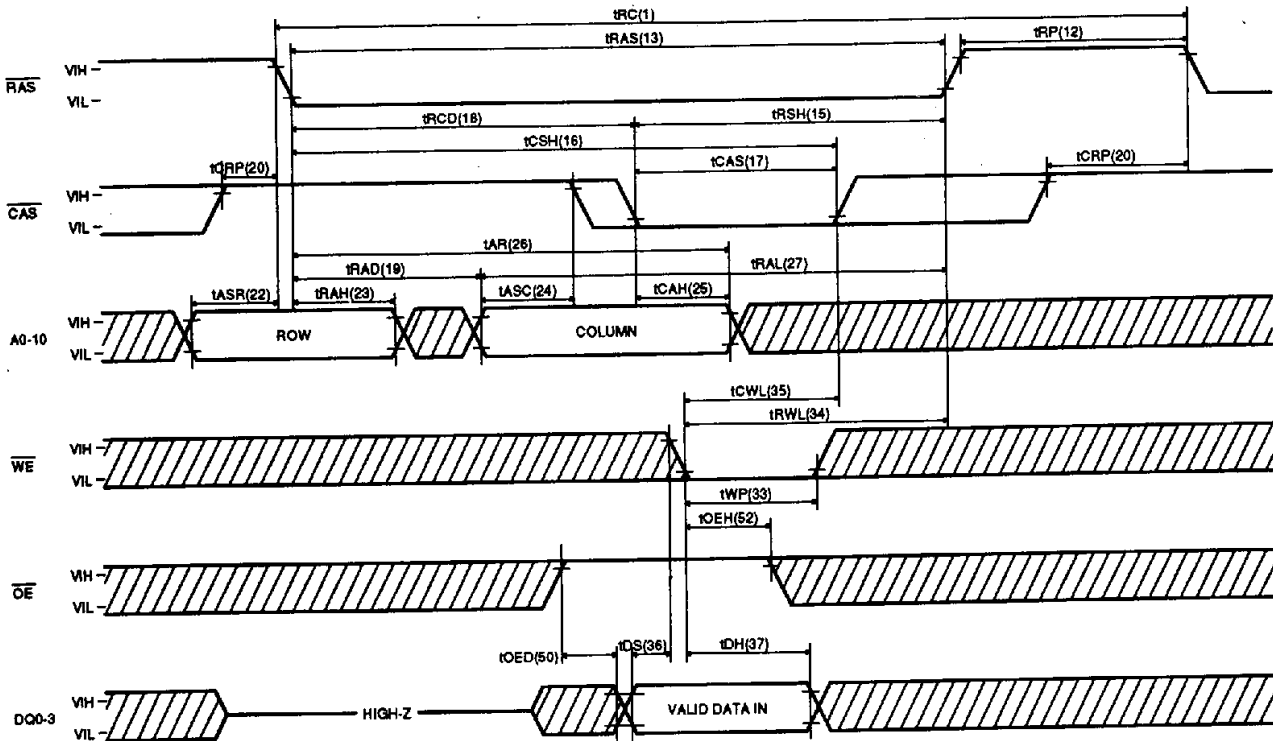 tRC(1)
tRAS(13)
tRP(12)
RAS
VIH
VIL
tRCD(18)
tRSH(15)
tCSH(16)
tCRP(20)
tCAS(17)
tCRP(20)
CAS
VIH
VIL
tAR(26)
tRAD(19)
tRAL(27)
tASR(22)
tRAH(23)
tASC(24)
tCAH(25)
A0-10
VIH
VIL
ROW
COLUMN
tCWL(35)
tRWL(34)
WE
VIH
VIL
tWP(33)
tOEH(52)
OE
VIH
VIL
tOED(50)
tDS(36)
tDH(37)
DQ0-3
VIH
VIL
HIGH-Z
VALID DATA IN